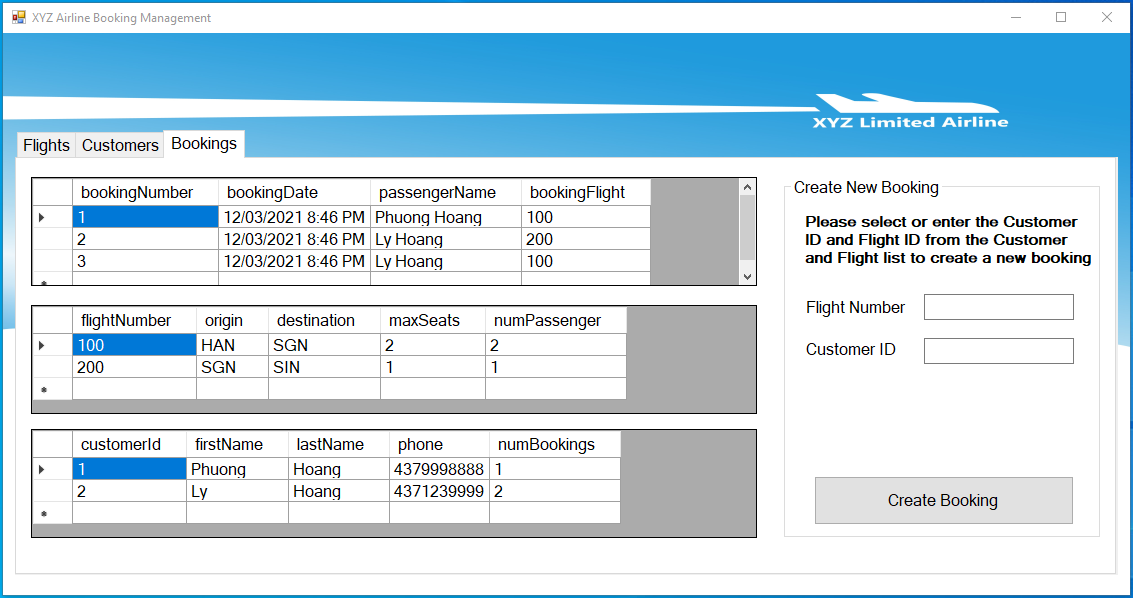 XYZ Airline Booking Management
XYZ Limited Airline
Flights Customers Bookings
bookingNumber bookingDate passengerName bookingFlight
1 12/03/2021 8:46 PM Phuong Hoang 100
2 12/03/2021 8:46 PM Ly Hoang 200
3 12/03/2021 8:46 PM Ly Hoang 100
flightNumber origin destination maxSeats numPassenger
100 HAN SGN 2 2
200 SGN SIN 1 1
customerId firstName lastName phone numBookings
1 Phuong Hoang 4379998888 1
2 Ly Hoang 4371239999 2
Create New Booking
Please select or enter the Customer
ID and Flight ID from the Customer
and Flight list to create a new booking
Flight Number
Customer ID
Create Booking